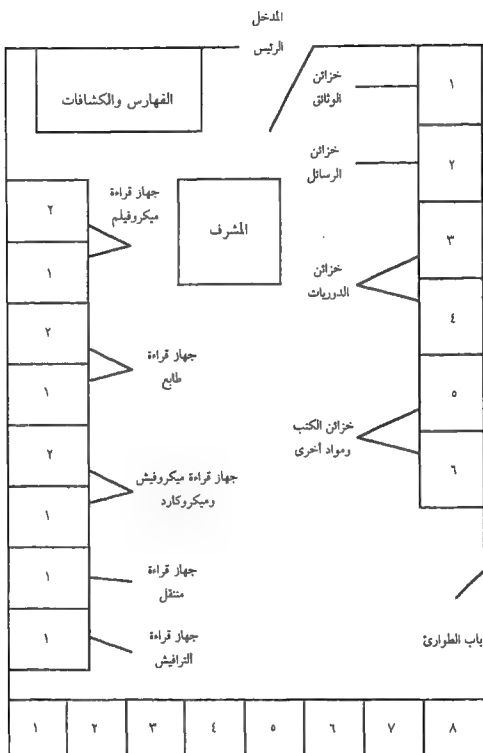 المدخل
الرئيس
الفهارس والكشافات
خزائن
الوثائق
١
خزائن
الرسائل
٢
جهاز قراءة
ميكروفيلم
٢
١
المشرف
خزائن
الدوريات
٣
٤
جهاز قراءة
طابع
٢
١
خزائن الكتب
ومواد أخرى
٥
٦
جهاز قراءة ميكروفيش
وميكروكارد
٢
١
جهاز قراءة
متنقل
١
جهاز قراءة
ألترافيش
١
باب الطوارئ
١ ٢ ٣ ٤ ٥ ٦ ٧ ٨